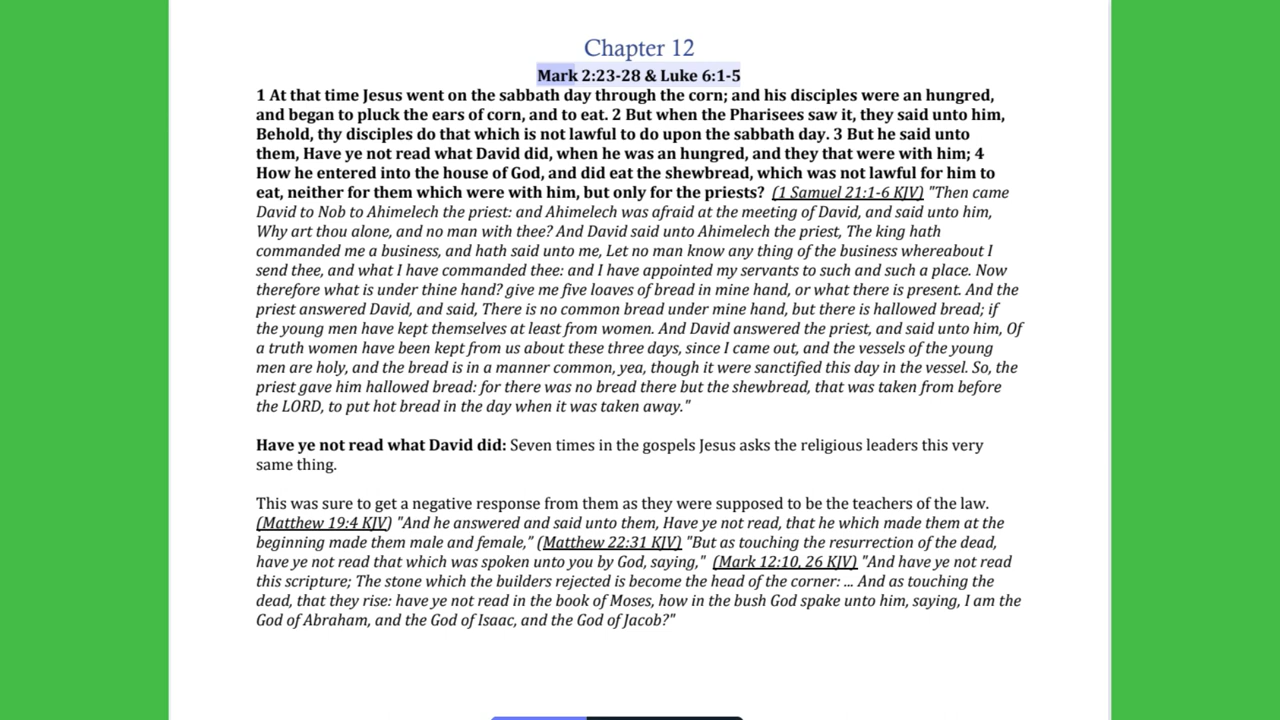 Chapter 12
Mark 2:23-28 & Luke 6:1-5
1 At that time Jesus went on the sabbath day through the corn; and his disciples were an hungred,
and began to pluck the ears of corn, and to eat. 2 But when the Pharisees saw it, they said unto him,
Behold, thy disciples do that which is not lawful to do upon the sabbath day. 3 But he said unto
them, Have ye not read what David did, when he was an hungred, and they that were with him; 4
How he entered into the house of God, and did eat the shewbread, which was not lawful for him to
eat, neither for them which were with him, but only for the priests? (1 Samuel 21:1-6 KJV) "Then came
David to Nob to Ahimelech the priest: and Ahimelech was afraid at the meeting of David, and said unto him,
Why art thou alone, and no man with thee? And David said unto Ahimelech the priest, The king hath
commanded me a business, and hath said unto me, Let no man know any thing of the business whereabout I
send thee, and what I have commanded thee: and I have appointed my servants to such and such a place. Now
therefore what is under thine hand? give me five loaves of bread in mine hand, or what there is present. And the
priest answered David, and said, There is no common bread under mine hand, but there is hallowed bread; if
the young men have kept themselves at least from women. And David answered the priest, and said unto him, Of
a truth women have been kept from us about these three days, since I came out, and the vessels of the young
men are holy, and the bread is in a manner common, yea, though it were sanctified this day in the vessel. So, the
priest gave him hallowed bread: for there was no bread there but the shewbread, that was taken from before
the LORD, to put hot bread in the day when it was taken away."
Have ye not read what David did: Seven times in the gospels Jesus asks the religious leaders this very
same thing.
This was sure to get a negative response from them as they were supposed to be the teachers of the law.
(Matthew 19:4 KJV) "And he answered and said unto them, Have ye not read, that he which made them at the
beginning made them male and female," (Matthew 22:31 KJV) "But as touching the resurrection of the dead,
have ye not read that which was spoken unto you by God, saying," (Mark 12:10, 26 KJV) "And have ye not read
this scripture; The stone which the builders rejected is become the head of the corner: ... And as touching the
dead, that they rise: have ye not read in the book of Moses, how in the bush God spake unto him, saying, I am the
God of Abraham, and the God of Isaac, and the God of Jacob?"